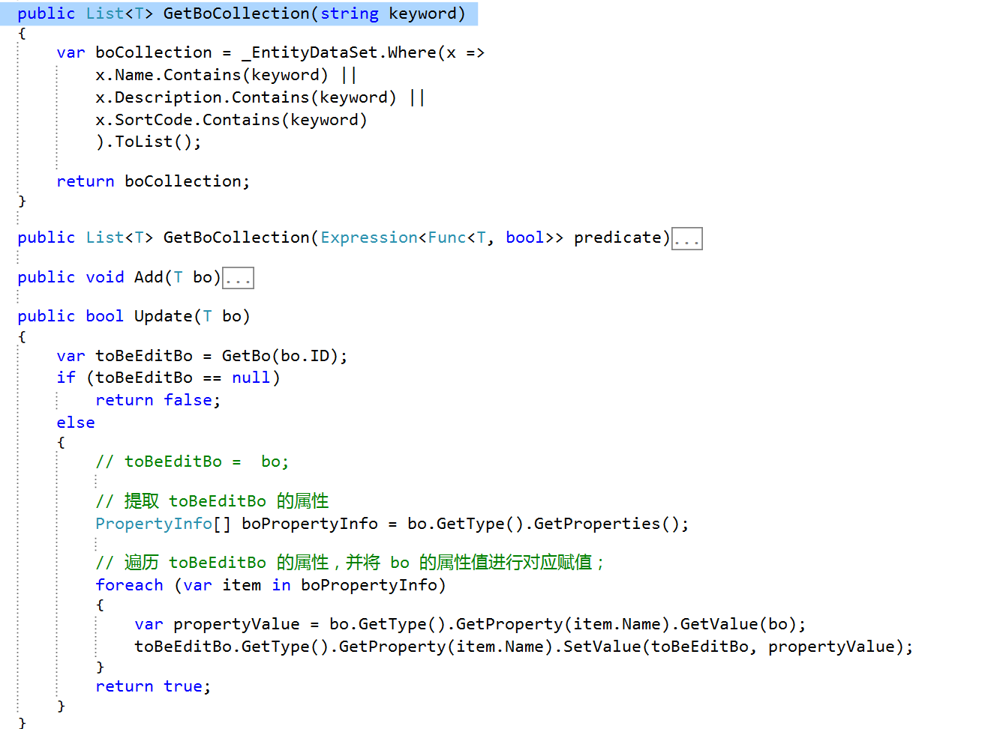 public List<T> GetBoCollection(string keyword)
{
    var boCollection = _EntityDataSet.Where(x =>
        x.Name.Contains(keyword) ||
        x.Description.Contains(keyword) ||
        x.SortCode.Contains(keyword)
        ).ToList();

    return boCollection;
}

public List<T> GetBoCollection(Expression<Func<T, bool>> predicate)...

public void Add(T bo)...

public bool Update(T bo)
{
    var toBeEditBo = GetBo(bo.ID);
    if (toBeEditBo == null)
        return false;
    else
    {
        // toBeEditBo =  bo;

        // 提取 toBeEditBo 的属性
        PropertyInfo[] boPropertyInfo = bo.GetType().GetProperties();

        // 遍历 toBeEditBo 的属性，并将 bo 的属性值进行对应赋值；
        foreach (var item in boPropertyInfo)
        {
            var propertyValue = bo.GetType().GetProperty(item.Name).GetValue(bo);
            toBeEditBo.GetType().GetProperty(item.Name).SetValue(toBeEditBo, propertyValue);
        }
        return true;
    }
}